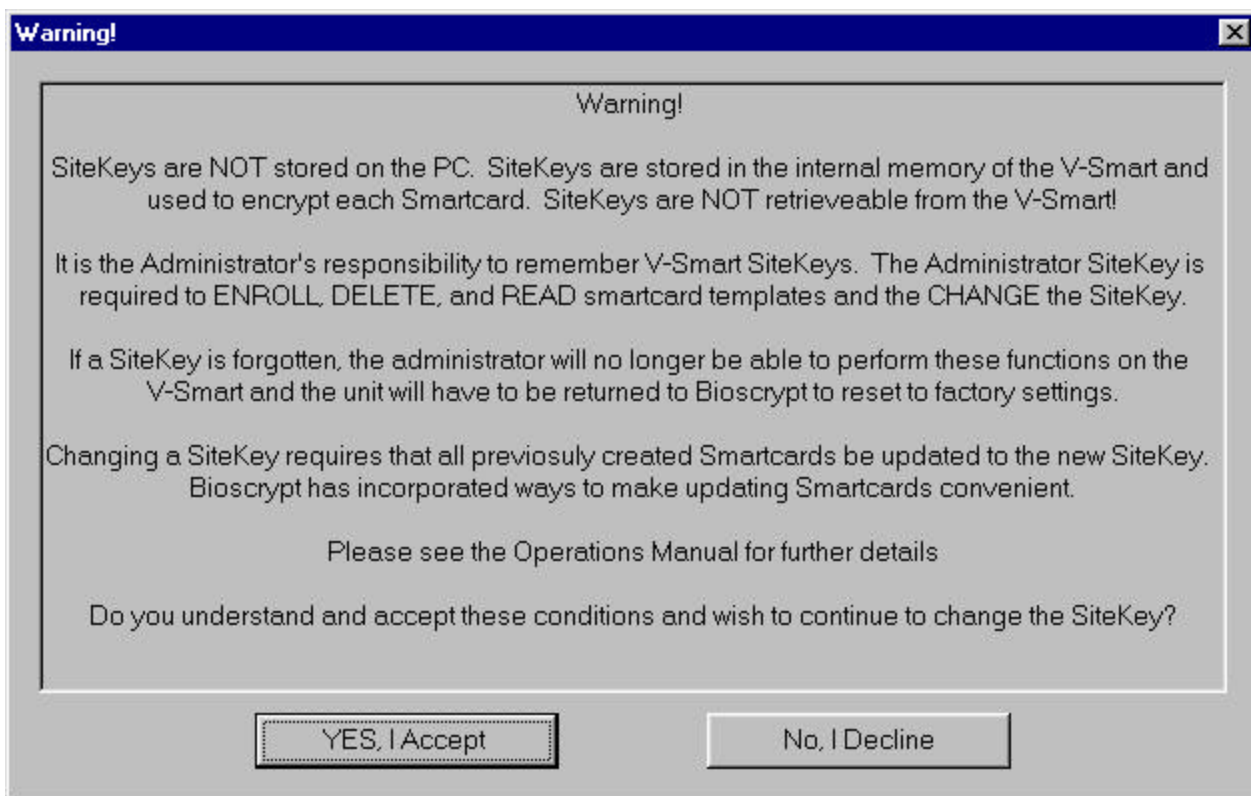 Warning!
Warning!
SiteKeys are NOT stored on the PC.  SiteKeys are stored in the internal memory of the V-Smart and
used to encrypt each Smartcard.  SiteKeys are NOT retrieveable from the V-Smart!
It is the Administrator's responsibility to remember V-Smart SiteKeys.  The Administrator SiteKey is
required to ENROLL, DELETE, and READ smartcard templates and the CHANGE the SiteKey.
If a SiteKey is forgotten, the administrator will no longer be able to perform these functions on the
V-Smart and the unit will have to be returned to Bioscrypt to reset to factory settings.
Changing a SiteKey requires that all previosuly created Smartcards be updated to the new SiteKey.
Bioscrypt has incorporated ways to make updating Smartcards convenient.
Please see the Operations Manual for further details
Do you understand and accept these conditions and wish to continue to change the SiteKey?
YES, I Accept
No, I Decline